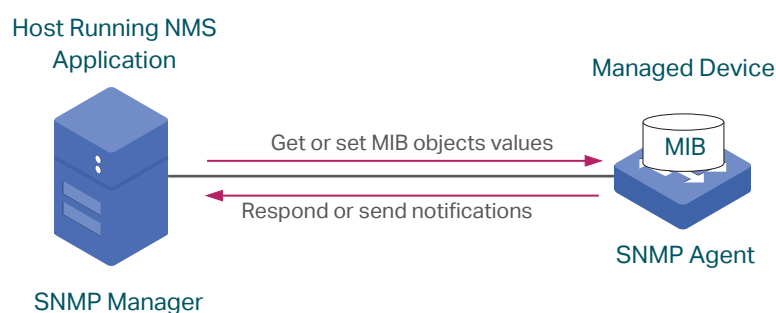 Host Running NMS
Application
Managed Device
Get or set MIB objects values
MIB
Respond or send notifications
SNMP Agent
SNMP Manager